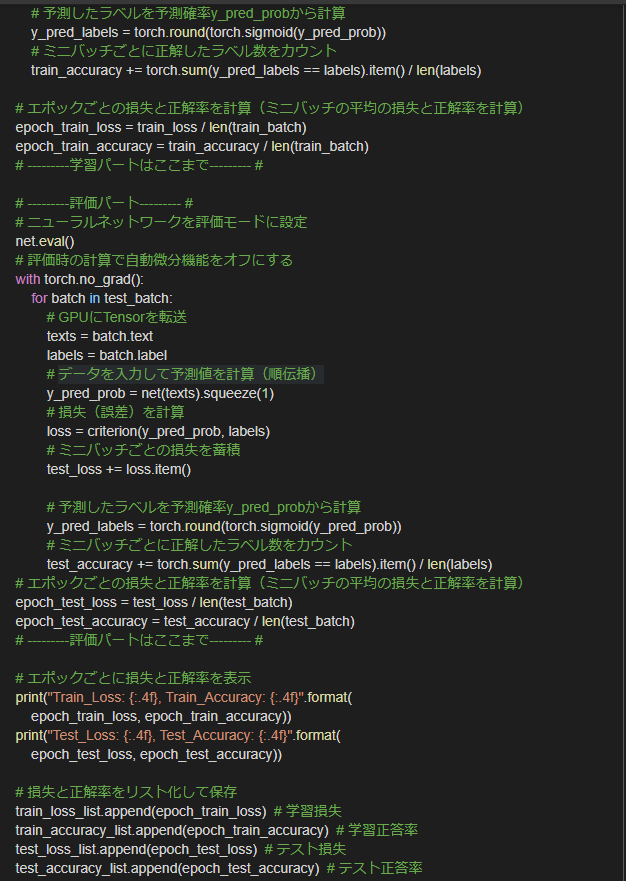 # 予測したラベルを予測確率y_pred_probから計算
y_pred_labels = torch.round(torch.sigmoid(y_pred_prob))
# ミニバッチごとに正解したラベル数をカウント
train_accuracy += torch.sum(y_pred_labels == labels).item() / len(labels)
# エポックごとの損失と正解率を計算（ミニバッチの平均の損失と正解率を計算）
epoch_train_loss = train_loss / len(train_batch)
epoch_train_accuracy = train_accuracy / len(train_batch)
# ---------学習パートはここまで--------- #
# ---------評価パート--------- #
# ニューラルネットワークを評価モードに設定
net.eval()
# 評価時の計算で自動微分機能をオフにする
with torch.no_grad():
for batch in test_batch:
# GPUにTensorを転送
texts = batch.text
labels = batch.label
# データを入力して予測値を計算（順伝播）
y_pred_prob = net(texts).squeeze(1)
# 損失（誤差）を計算
loss = criterion(y_pred_prob, labels)
# ミニバッチごとの損失を蓄積
test_loss += loss.item()
# 予測したラベルを予測確率y_pred_probから計算
y_pred_labels = torch.round(torch.sigmoid(y_pred_prob))
# ミニバッチごとに正解したラベル数をカウント
test_accuracy += torch.sum(y_pred_labels == labels).item() / len(labels)
# エポックごとの損失と正解率を計算（ミニバッチの平均の損失と正解率を計算）
epoch_test_loss = test_loss / len(test_batch)
epoch_test_accuracy = test_accuracy / len(test_batch)
# ---------評価パートはここまで--------- #
# エポックごとに損失と正解率を表示
print("Train_Loss: {:.4f}, Train_Accuracy: {:.4f}".format(
epoch_train_loss, epoch_train_accuracy))
print("Test_Loss: {:.4f}, Test_Accuracy: {:.4f}".format(
epoch_test_loss, epoch_test_accuracy))
# 損失と正解率をリスト化して保存
train_loss_list.append(epoch_train_loss) # 学習損失
train_accuracy_list.append(epoch_train_accuracy) # 学習正答率
test_loss_list.append(epoch_test_loss) # テスト損失
test_accuracy_list.append(epoch_test_accuracy) # テスト正答率